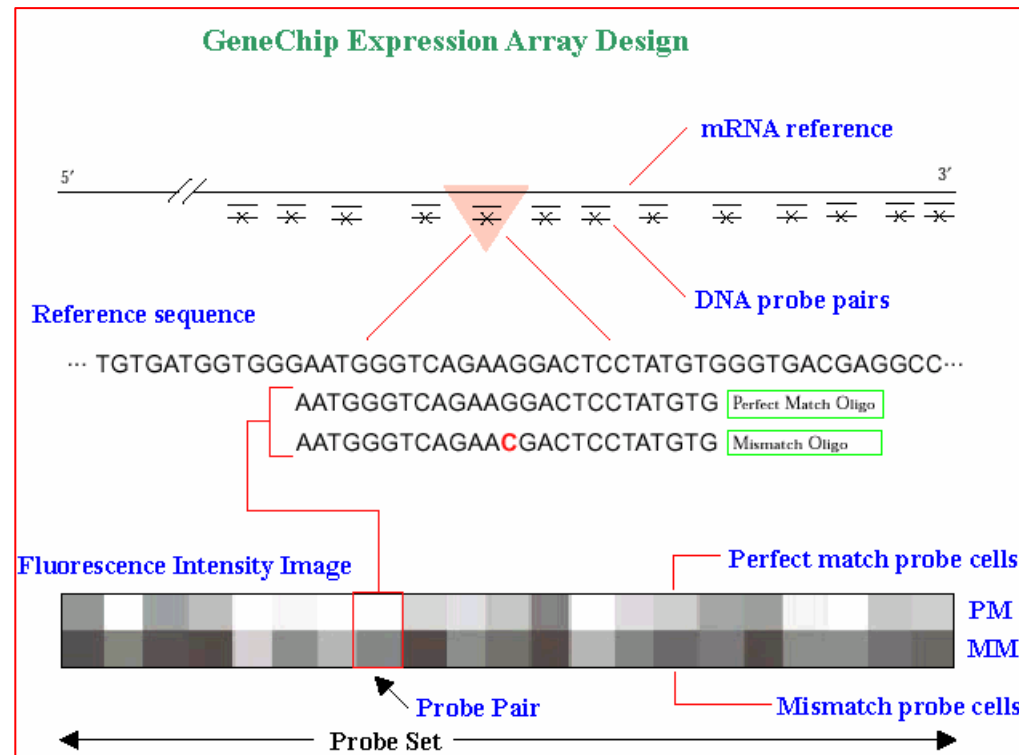 GeneChip Expression Array Design
mRNA reference
5′ 3′
DNA probe pairs
Reference sequence
··· TGTGATGGTGGGAATGGGTCAGAAGGACTCCTATGTGGGTGACGAGGCC···
AATGGGTCAGAAGGACTCCTATGTG Perfect Match Oligo
AATGGGTCAGAACGACTCCTATGTG Mismatch Oligo
Fluorescence Intensity Image Perfect match probe cells
PM
MM
Probe Pair Mismatch probe cells
Probe Set